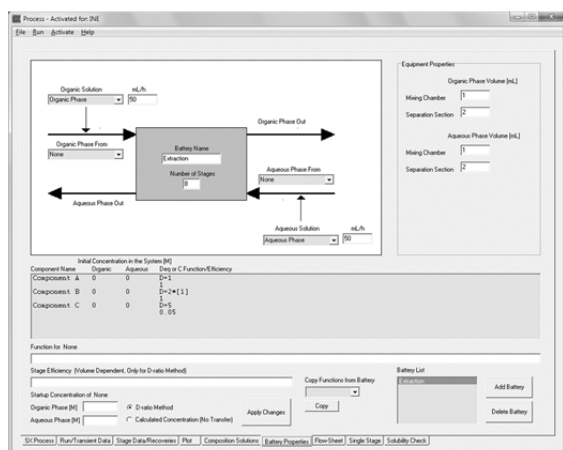 Process - Activated for: INE
File Run Activate Help
Organic Solution mL/h
Organic Phase 50
Organic Phase From
None
Organic Phase Out
Battery Name
Extraction
Number of Stages
8
Aqueous Phase From
None
Aqueous Phase Out
Aqueous Solution mL/h
Aqueous Phase 50
Equipment Properties
Organic Phase Volume [mL]
Mixing Chamber 1
Separation Section 2
Aqueous Phase Volume [mL]
Mixing Chamber 1
Separation Section 2
Initial Concentration in the System [M]
Component Name Organic Aqueous Dreq or C Function/Efficiency
Component A 0 0 D=1
1
Component B 0 0 D=2*[1]
1
Component C 0 0 D=5
0.05
Function for None
Stage Efficiency (Volume Dependent, Only for D-ratio Method)
Startup Concentration of None
Organic Phase [M]
Aqueous Phase [M]
D-ratio Method
Calculated Concentration (No Transfer)
Apply Changes
Copy Functions from Battery
Copy
Battery List
Extraction
Add Battery
Delete Battery
SX Process Run/Transient Data Stage Data/Recoveries Plot Composition Solutions Battery Properties Flow-Sheet Single Stage Solubility Check